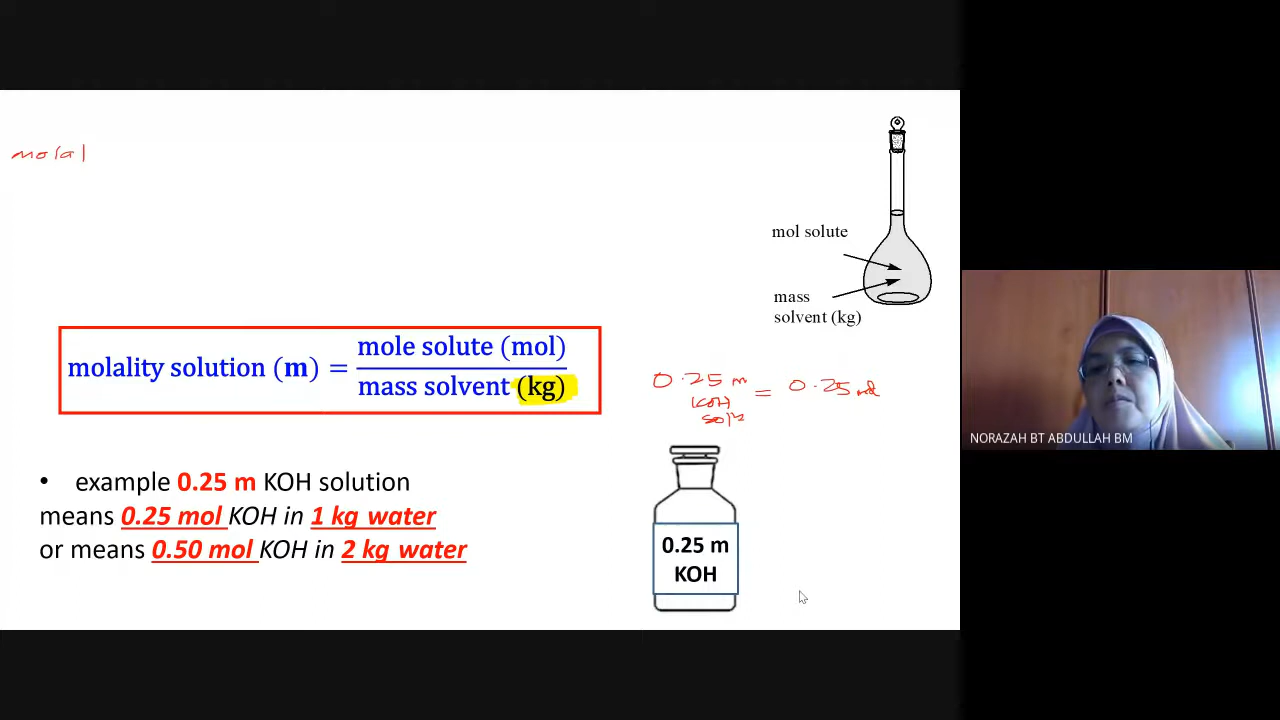 molal
mol solute
mass
solvent (kg)
molality solution (m) = mole solute (mol)
mass solvent (kg)
0.25 m = 0.25 mol
KOH
sol^n
• example 0.25 m KOH solution
means 0.25 mol KOH in 1 kg water
or means 0.50 mol KOH in 2 kg water
0.25 m
KOH
NORAZAH BT ABDULLAH BM